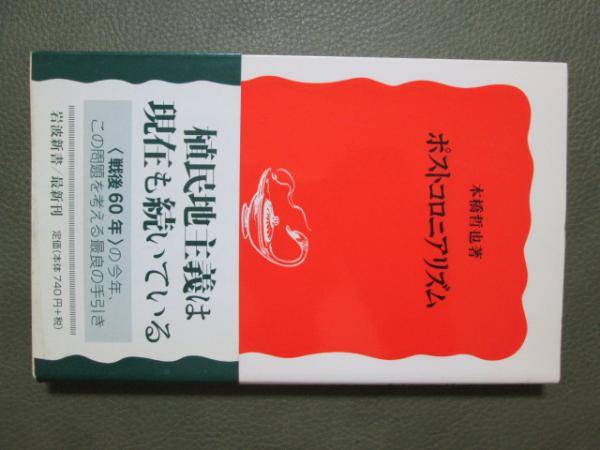 ポストコロニアリズム
本橋哲也著
植民地主義は
現在も続いている
〈戦後60年〉の今年、
この問題を考える最良の手引き
岩波新書/最新刊 定価(本体740円+税)